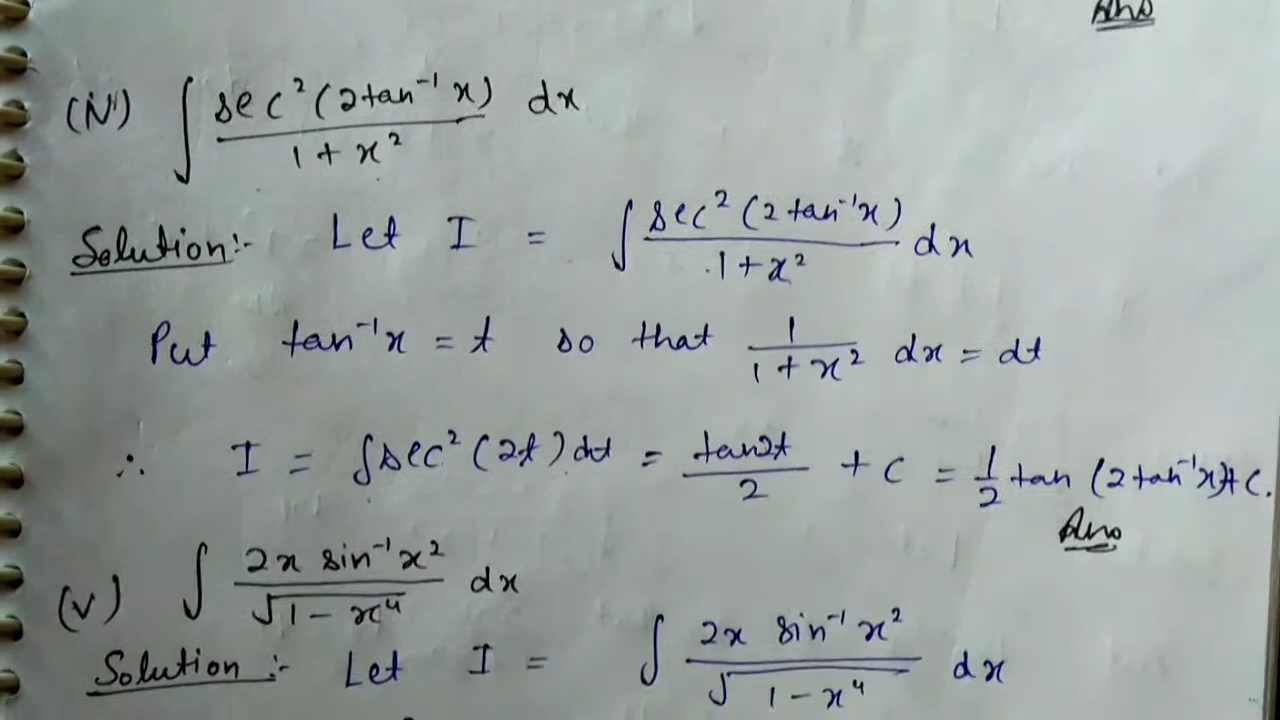 Ans
(iv) ∫ sec²(2tan⁻¹x)/(1+x²) dx
Solution:- Let I = ∫ sec²(2tan⁻¹x)/(1+x²) dx
Put tan⁻¹x = t so that 1/(1+x²) dx = dt
∴ I = ∫sec²(2t)dt = tan2t/2 + c = 1/2 tan(2tan⁻¹x)+C.
Ans
(v) ∫ 2x sin⁻¹x²/√(1-x⁴) dx
Solution:- Let I = ∫ 2x sin⁻¹x²/√(1-x⁴) dx